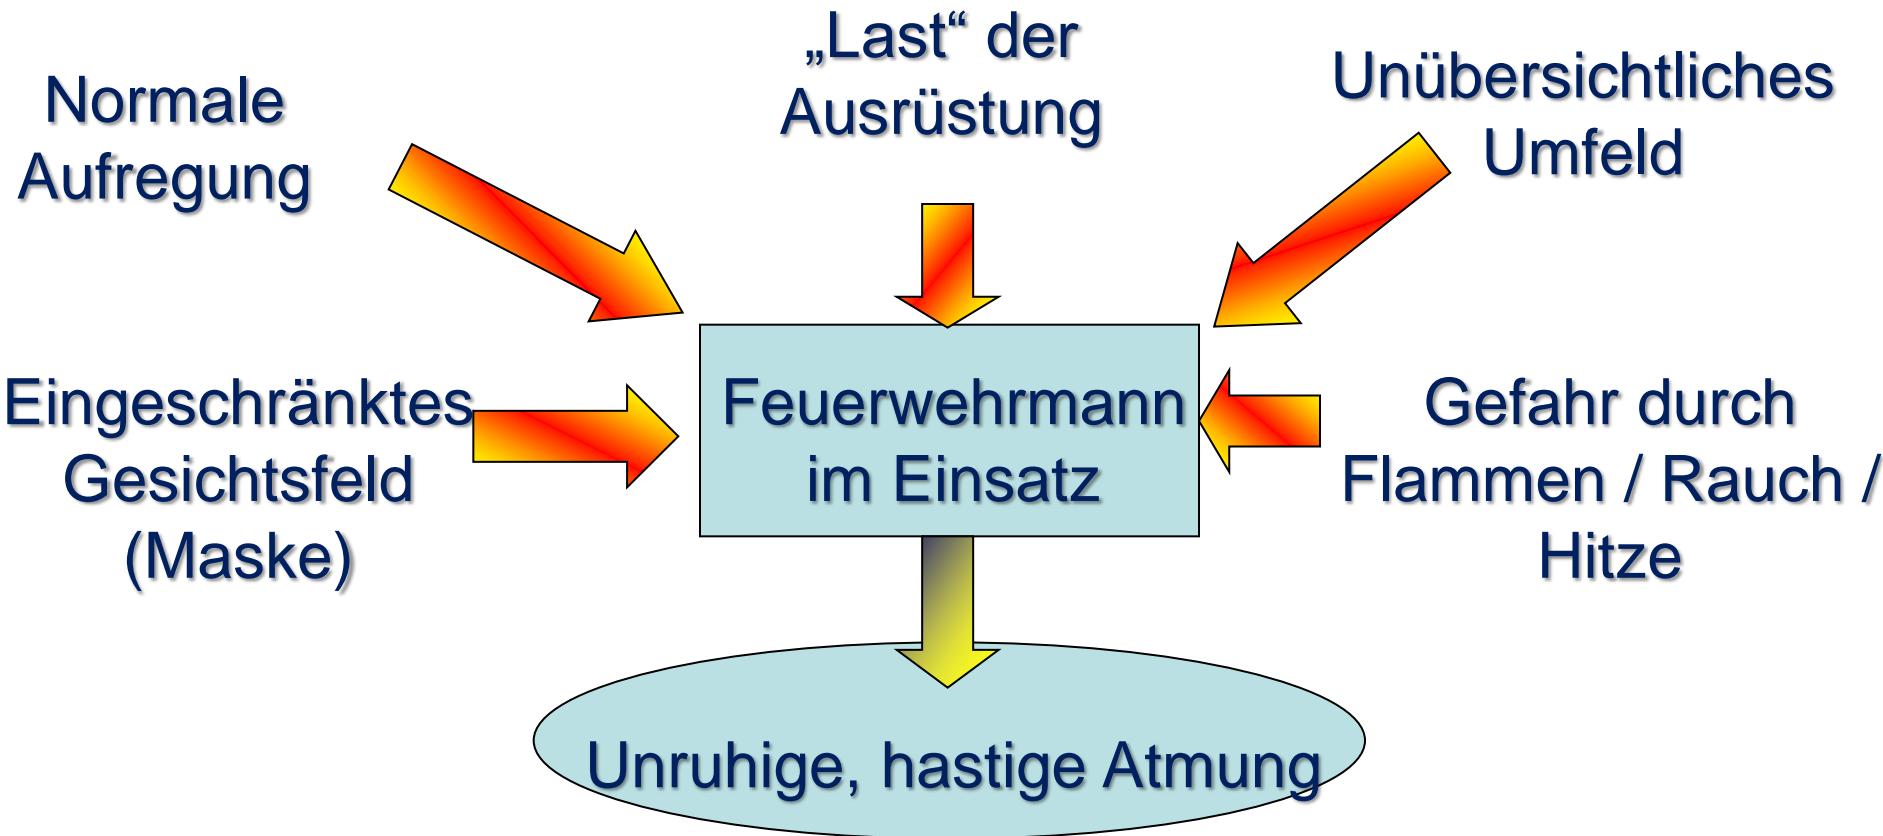 „Last“ der
Ausrüstung
Normale
Aufregung
Unübersichtliches
Umfeld
Eingeschränktes
Gesichtsfeld
(Maske)
Feuerwehrmann
im Einsatz
Gefahr durch
Flammen / Rauch /
Hitze
Unruhige, hastige Atmung